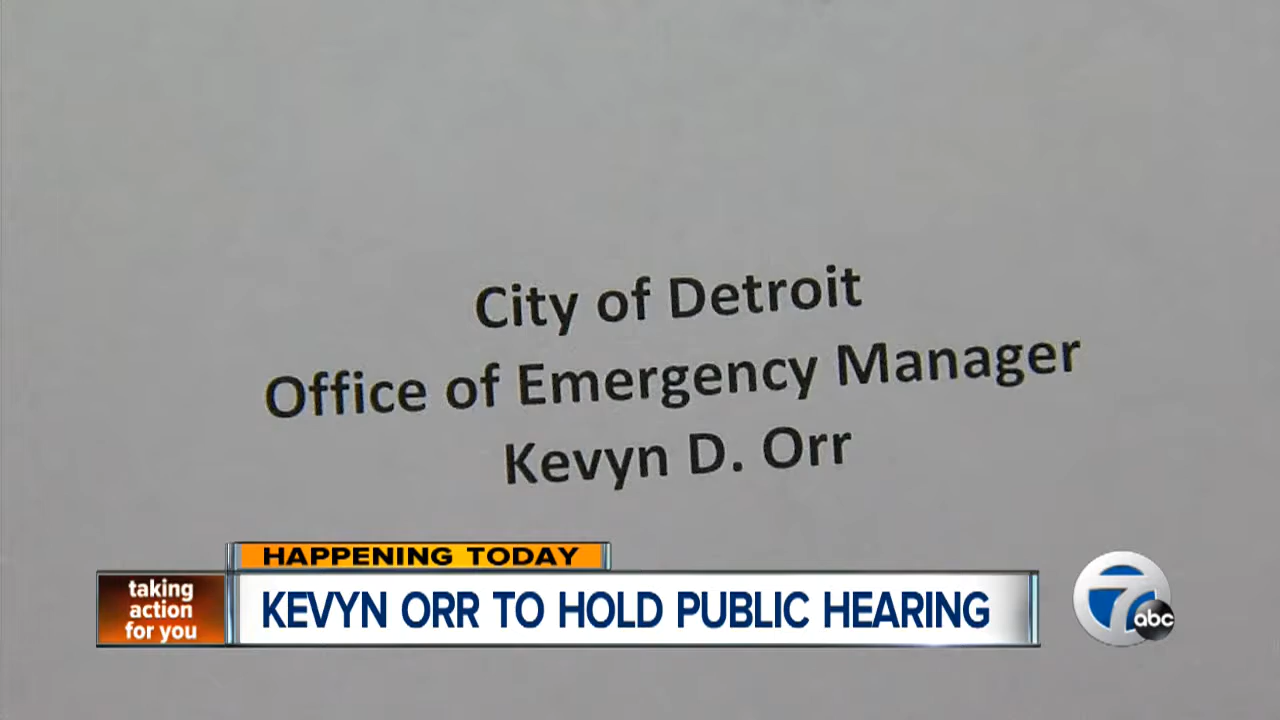 City of Detroit
Office of Emergency Manager
Kevyn D. Orr
HAPPENING TODAY
taking
action
for you
KEVYN ORR TO HOLD PUBLIC HEARING
7
abc